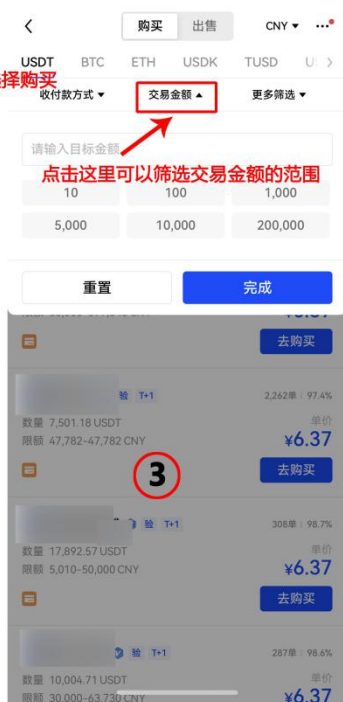 购买 出售 CNY ▾ ...
USDT BTC ETH USDK TUSD U
择购买
收付款方式 ▾ 交易金额 ▴ 更多筛选 ▾
请输入目标金额
点击这里可以筛选交易金额的范围
10 100 1,000
5,000 10,000 200,000
重置 完成
去购买
验 T+1 2,262单 | 97.4%
数量 7,501.18 USDT 单价
限额 47,782-47,782 CNY ¥6.37
③ 去购买
验 T+1 308单 | 98.7%
数量 17,892.57 USDT 单价
限额 5,010-50,000 CNY ¥6.37
去购买
验 T+1 287单 | 98.6%
数量 10,004.71 USDT 单价
限额 30,000-63,730 CNY ¥6.37